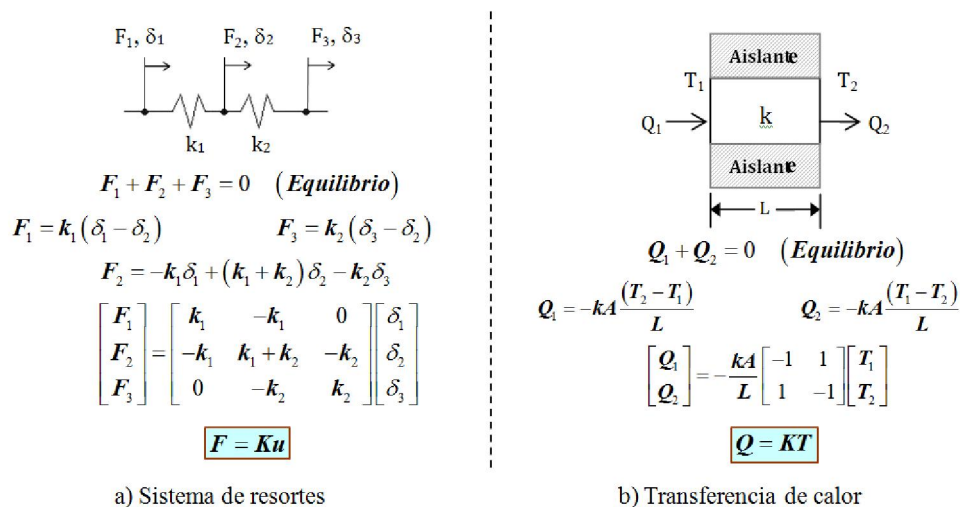 F₁, δ₁ F₂, δ₂ F₃, δ₃
k₁ k₂
F₁ + F₂ + F₃ = 0 (Equilibrio)
F₁ = k₁(δ₁ − δ₂) F₃ = k₂(δ₃ − δ₂)
F₂ = −k₁δ₁ + (k₁ + k₂)δ₂ − k₂δ₃
[F₁] = [k₁ −k₁ 0] [δ₁]
[F₂] = [−k₁ k₁ + k₂ −k₂] [δ₂]
[F₃] = [0 −k₂ k₂] [δ₃]
F = Ku
a) Sistema de resortes
Aislante
T₁ T₂
Q₁ k Q₂
Aislante
L
Q₁ + Q₂ = 0 (Equilibrio)
Q₁ = −kA (T₂ − T₁)/L Q₂ = −kA (T₁ − T₂)/L
[Q₁] = −kA/L [−1 1] [T₁]
[Q₂] [1 −1] [T₂]
Q = KT
b) Transferencia de calor